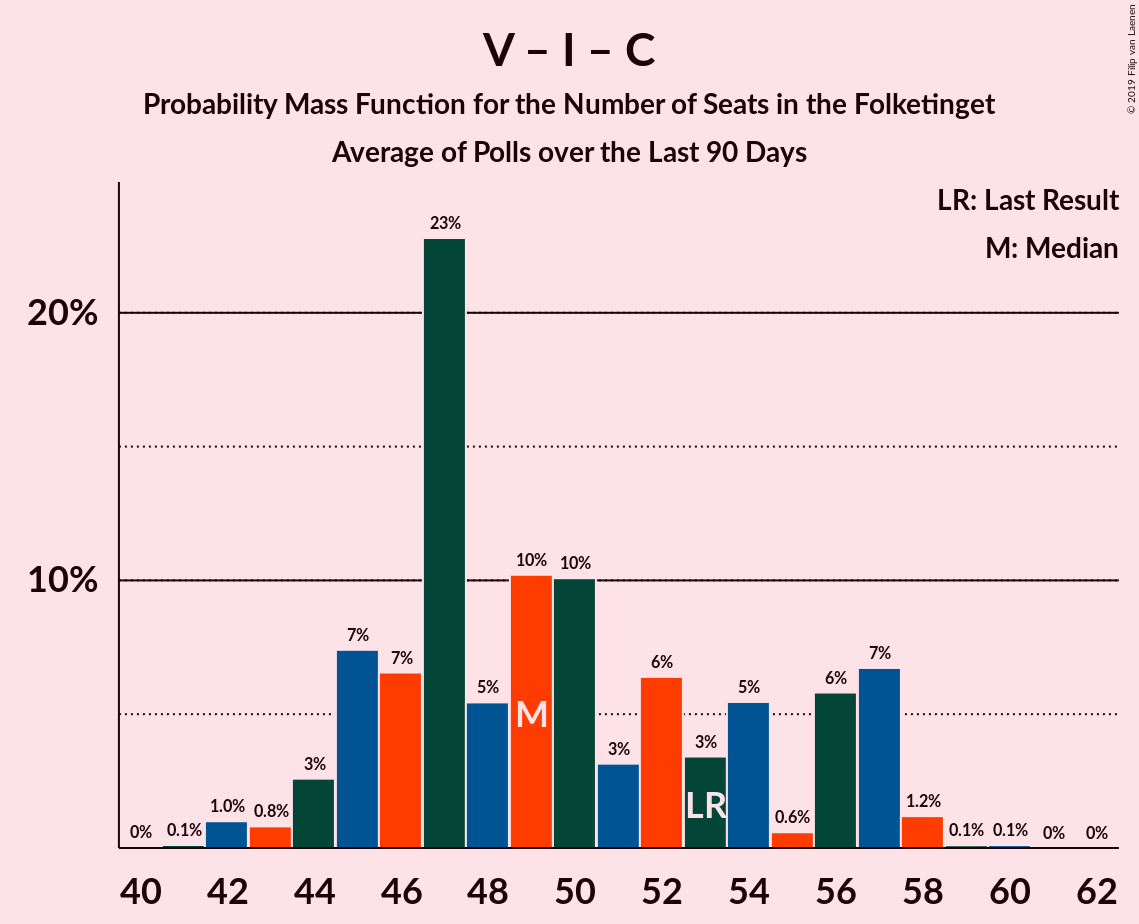 V – I – C
Probability Mass Function for the Number of Seats in the Folketinget
Average of Polls over the Last 90 Days
© 2019 Filip van Laenen
LR: Last Result
M: Median
20%
10%
0%
0.1%
1.0%
0.8%
3%
7%
7%
23%
5%
10%
10%
3%
6%
3%
5%
0.6%
6%
7%
1.2%
0.1%
0.1%
0%
0%
M
LR
40 42 44 46 48 50 52 54 56 58 60 62